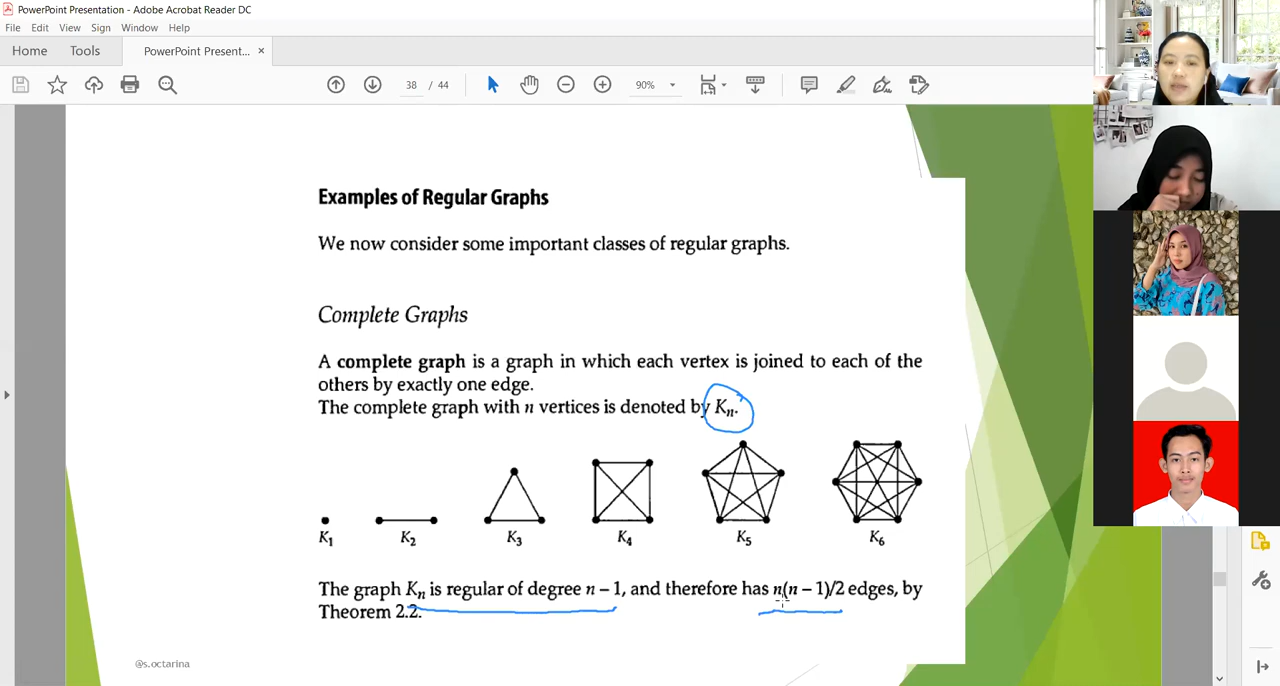 PowerPoint Presentation - Adobe Acrobat Reader DC
File Edit View Window Help
Home Tools PowerPoint Present... ×
38 / 44 90%
Examples of Regular Graphs
We now consider some important classes of regular graphs.
Complete Graphs
A complete graph is a graph in which each vertex is joined to each of the
others by exactly one edge.
The complete graph with n vertices is denoted by Kn.
K1 K2 K3 K4 K5 K6
The graph Kn is regular of degree n – 1, and therefore has n(n – 1)/2 edges, by
Theorem 2.2.
@s.octarina